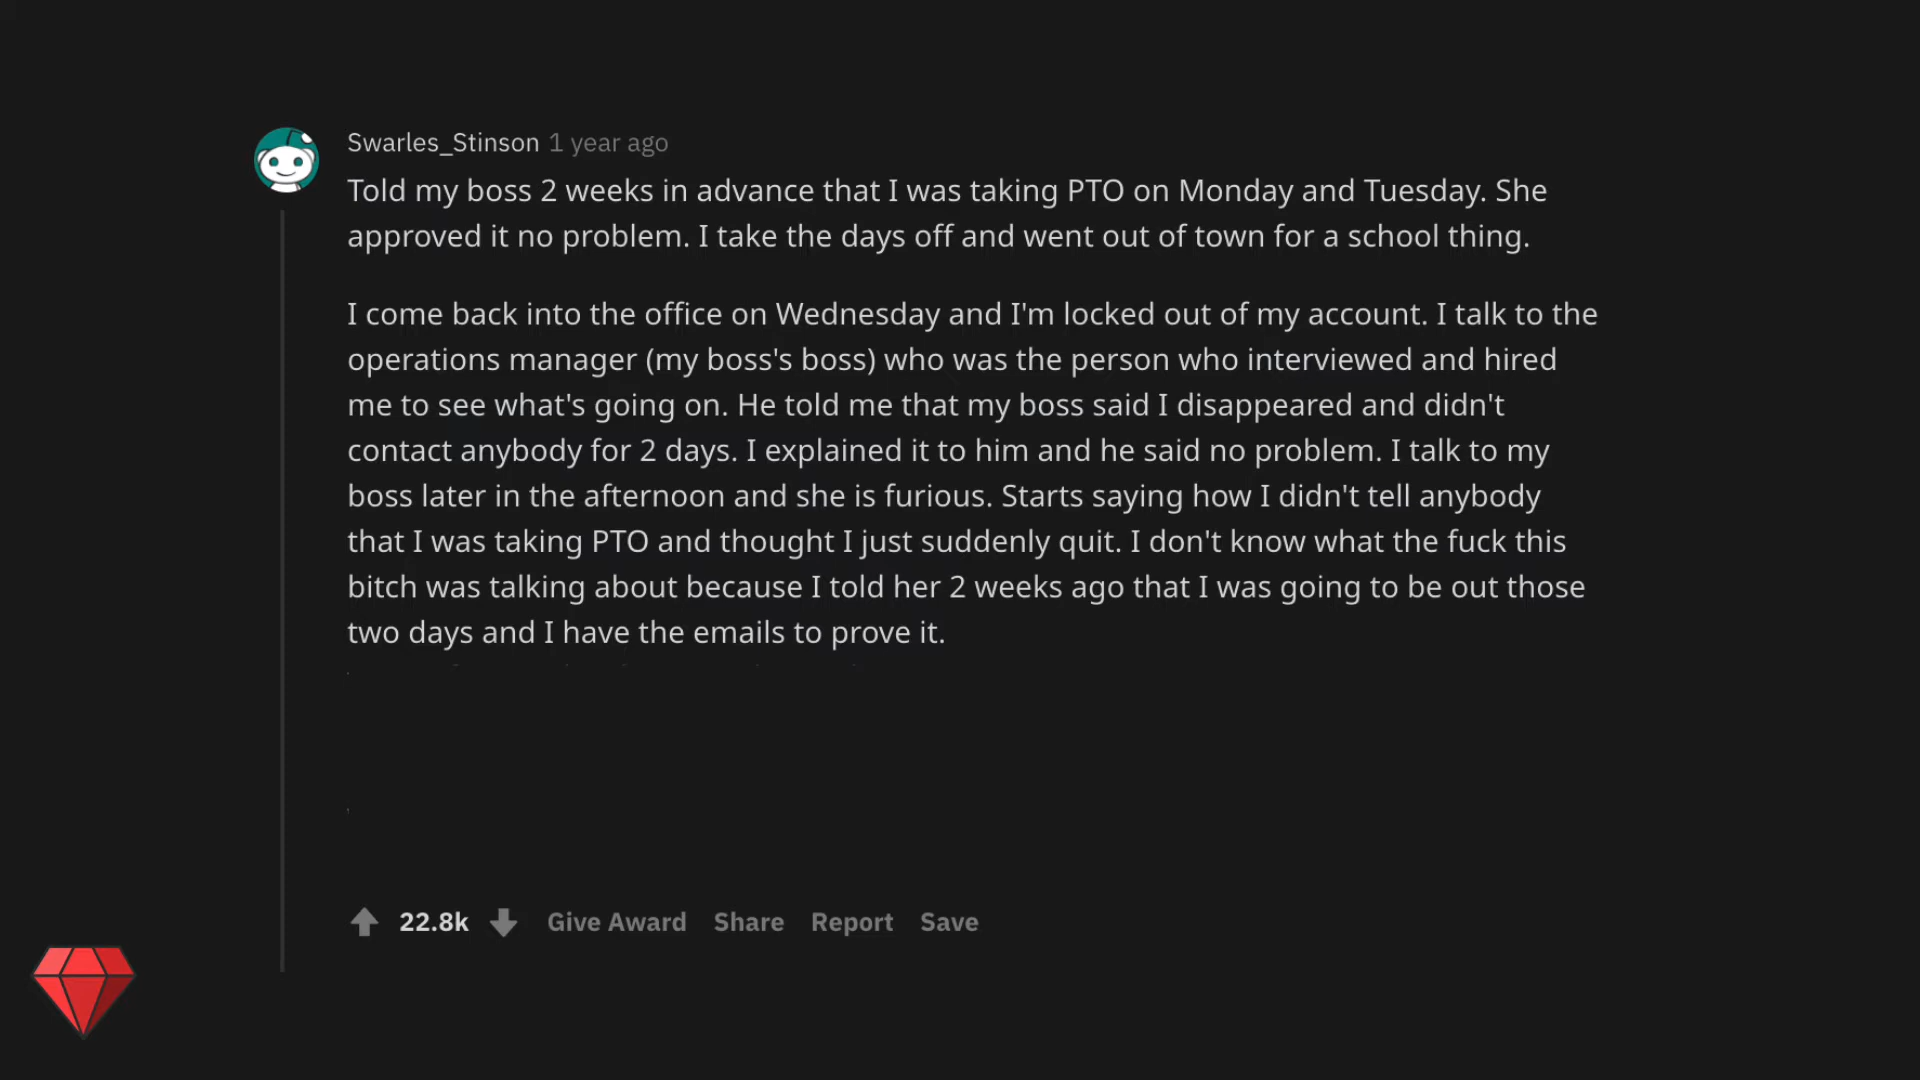 Swarles_Stinson 1 year ago
Told my boss 2 weeks in advance that I was taking PTO on Monday and Tuesday. She
approved it no problem. I take the days off and went out of town for a school thing.
I come back into the office on Wednesday and I'm locked out of my account. I talk to the
operations manager (my boss's boss) who was the person who interviewed and hired
me to see what's going on. He told me that my boss said I disappeared and didn't
contact anybody for 2 days. I explained it to him and he said no problem. I talk to my
boss later in the afternoon and she is furious. Starts saying how I didn't tell anybody
that I was taking PTO and thought I just suddenly quit. I don't know what the fuck this
bitch was talking about because I told her 2 weeks ago that I was going to be out those
two days and I have the emails to prove it.
22.8k Give Award Share Report Save